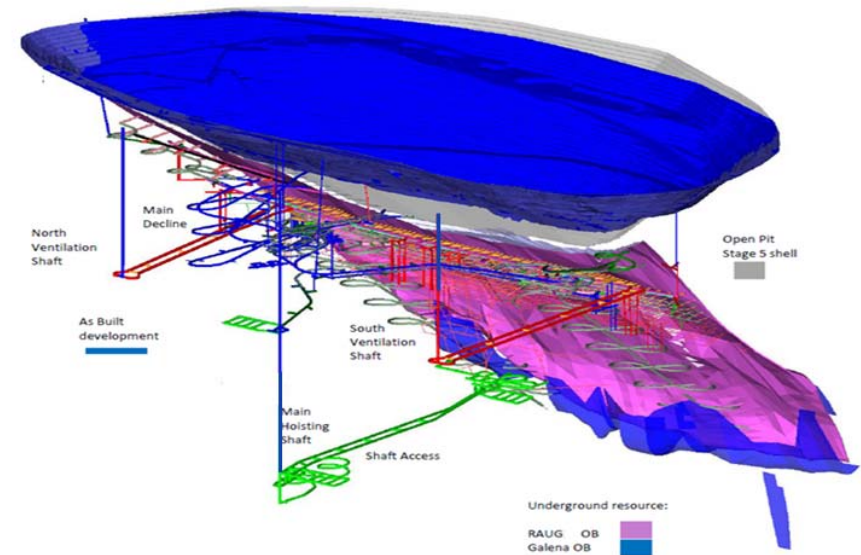 North
Ventilation
Shaft
Main
Decline
Open Pit
Stage 5 shell
As Built
development
South
Ventilation
Shaft
Main
Hoisting
Shaft
Shaft Access
Underground resource:
RAUG OB
Galena OB